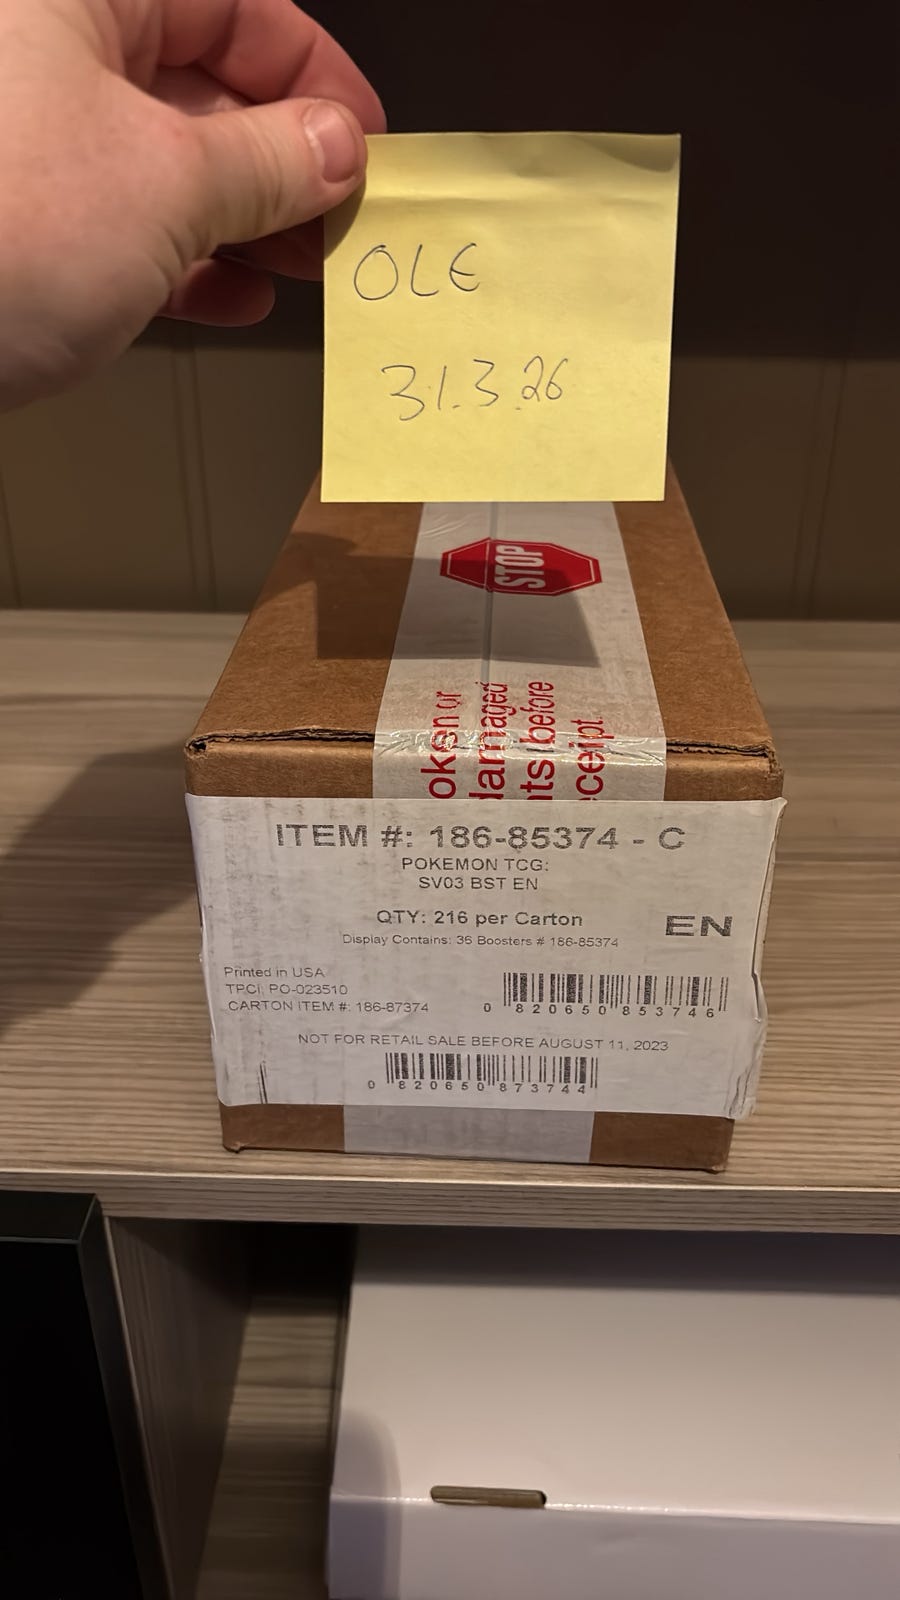 OLE
31.3.26
STOP
oken or
damaged
nts before
ceipt.
ITEM #: 186-85374 - C
POKEMON TCG:
SV03 BST EN
QTY: 216 per Carton
EN
Display Contains: 36 Boosters # 186-85374
Printed in USA
TPCI: PO-023510
CARTON ITEM #: 186-87374
0 820650 853746
NOT FOR RETAIL SALE BEFORE AUGUST 11, 2023
0 820650 873744